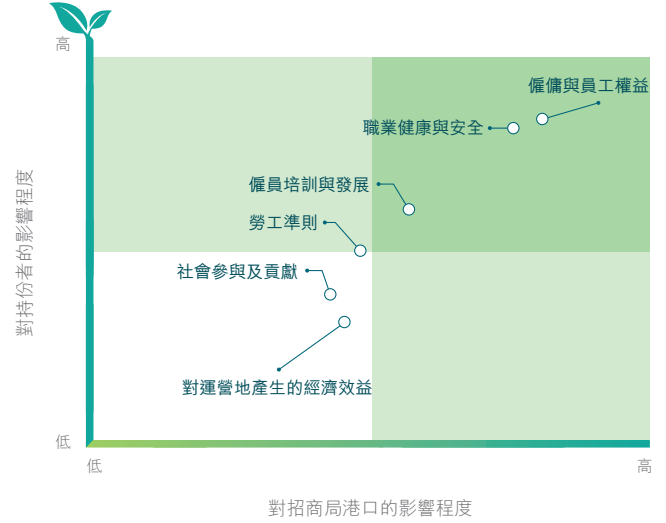 高
僱傭與員工權益
職業健康與安全
僱員培訓與發展
勞工準則
社會參與及貢獻
對運營地產生的經濟效益
對持份者的影響程度
低
低
高
對招商局港口的影響程度